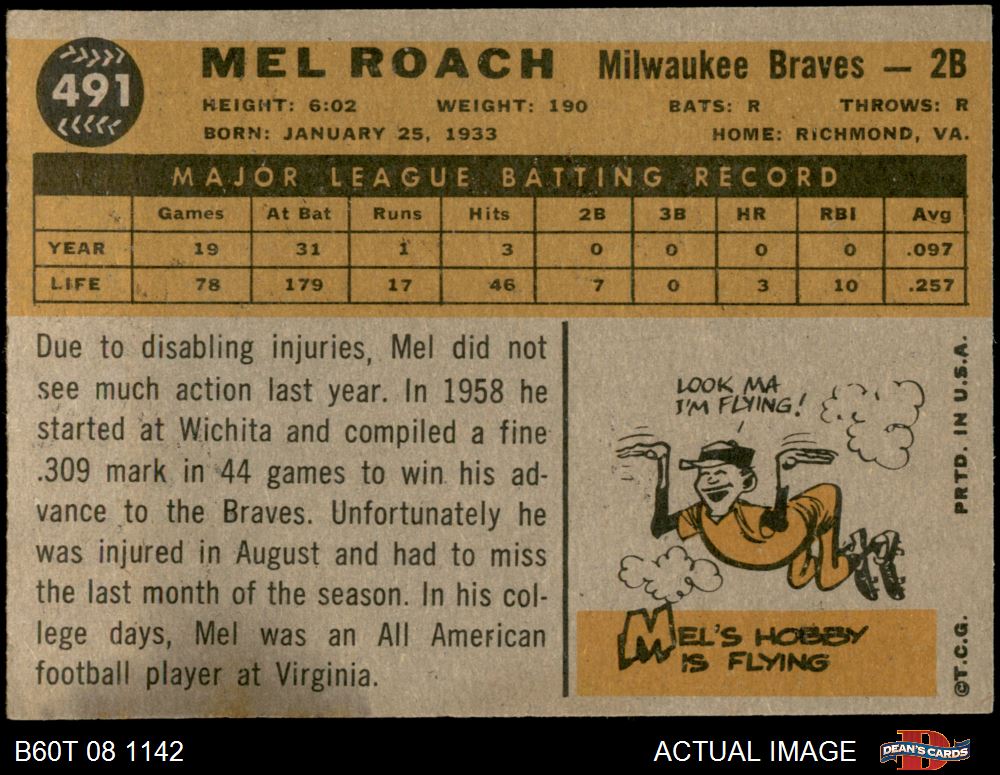 491
MEL ROACH Milwaukee Braves — 2B
HEIGHT: 6:02 WEIGHT: 190 BATS: R THROWS: R
BORN: JANUARY 25, 1933 HOME: RICHMOND, VA.
MAJOR LEAGUE BATTING RECORD
Games At Bat Runs Hits 2B 3B HR RBI Avg
YEAR 19 31 1 3 0 0 0 0 .097
LIFE 78 179 17 46 7 0 3 10 .257
Due to disabling injuries, Mel did not
see much action last year. In 1958 he
started at Wichita and compiled a fine
.309 mark in 44 games to win his ad-
vance to the Braves. Unfortunately he
was injured in August and had to miss
the last month of the season. In his col-
lege days, Mel was an All American
football player at Virginia.
LOOK MA
I'M FLYING!
MEL'S HOBBY
IS FLYING
PRTD. IN U.S.A.
©T.C.G.
B60T 08 1142
ACTUAL IMAGE
DEAN'S CARDS